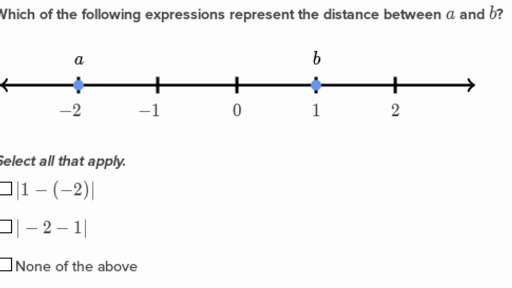 Which of the following expressions represent the distance between a and b?
a b
−2 −1 0 1 2
Select all that apply.
|1 − (−2)|
| − 2 − 1|
None of the above